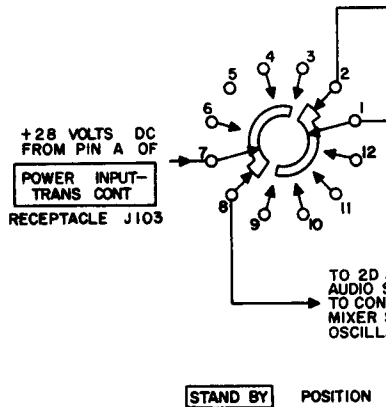 4
3
5
2
6
1
+28 VOLTS DC
FROM PIN A OF
7
12
POWER INPUT-
TRANS CONT
8
11
RECEPTACLE J103
9
10
TO 2D
AUDIO
TO CON
MIXER
OSCILL
STAND BY POSITION